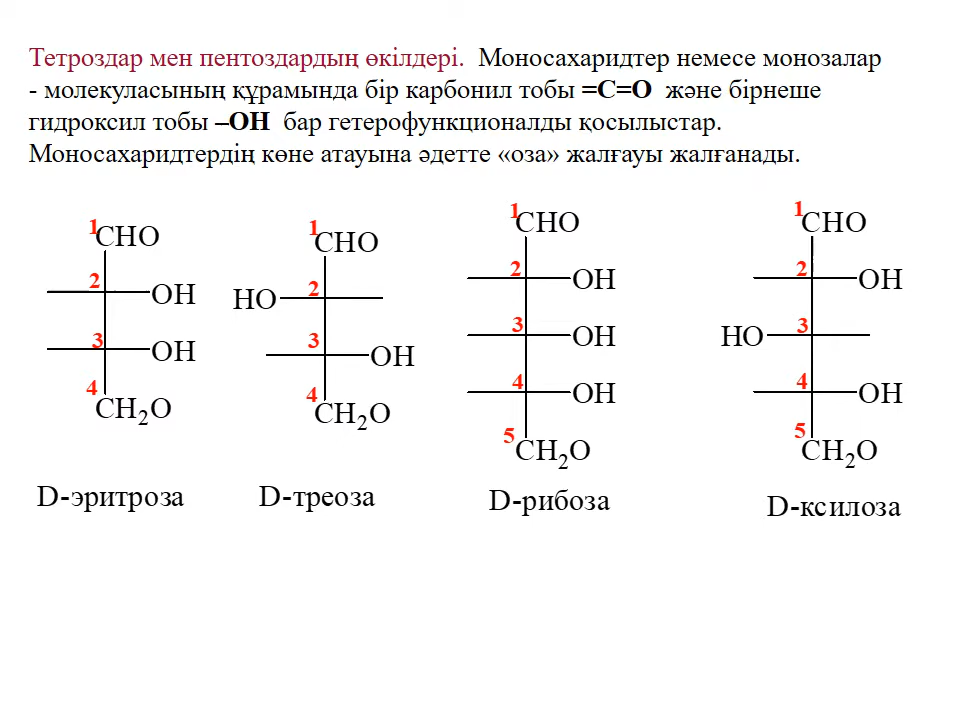 Тетроздар мен пентоздардың өкілдері. Моносахаридтер немесе монозалар
- молекуласының құрамында бір карбонил тобы =C=O және бірнеше
гидроксил тобы –OH бар гетерофункционалды қосылыстар.
Моносахаридтердің көне атауына әдетте «оза» жалғауы жалғанады.
1
CHO
2
OH
3
OH
4
CH2O
D-эритроза
1
CHO
HO
2
3
OH
4
CH2O
D-треоза
1
CHO
2
OH
3
OH
4
OH
5
CH2O
D-рибоза
1
CHO
2
OH
HO
3
4
OH
5
CH2O
D-ксилоза